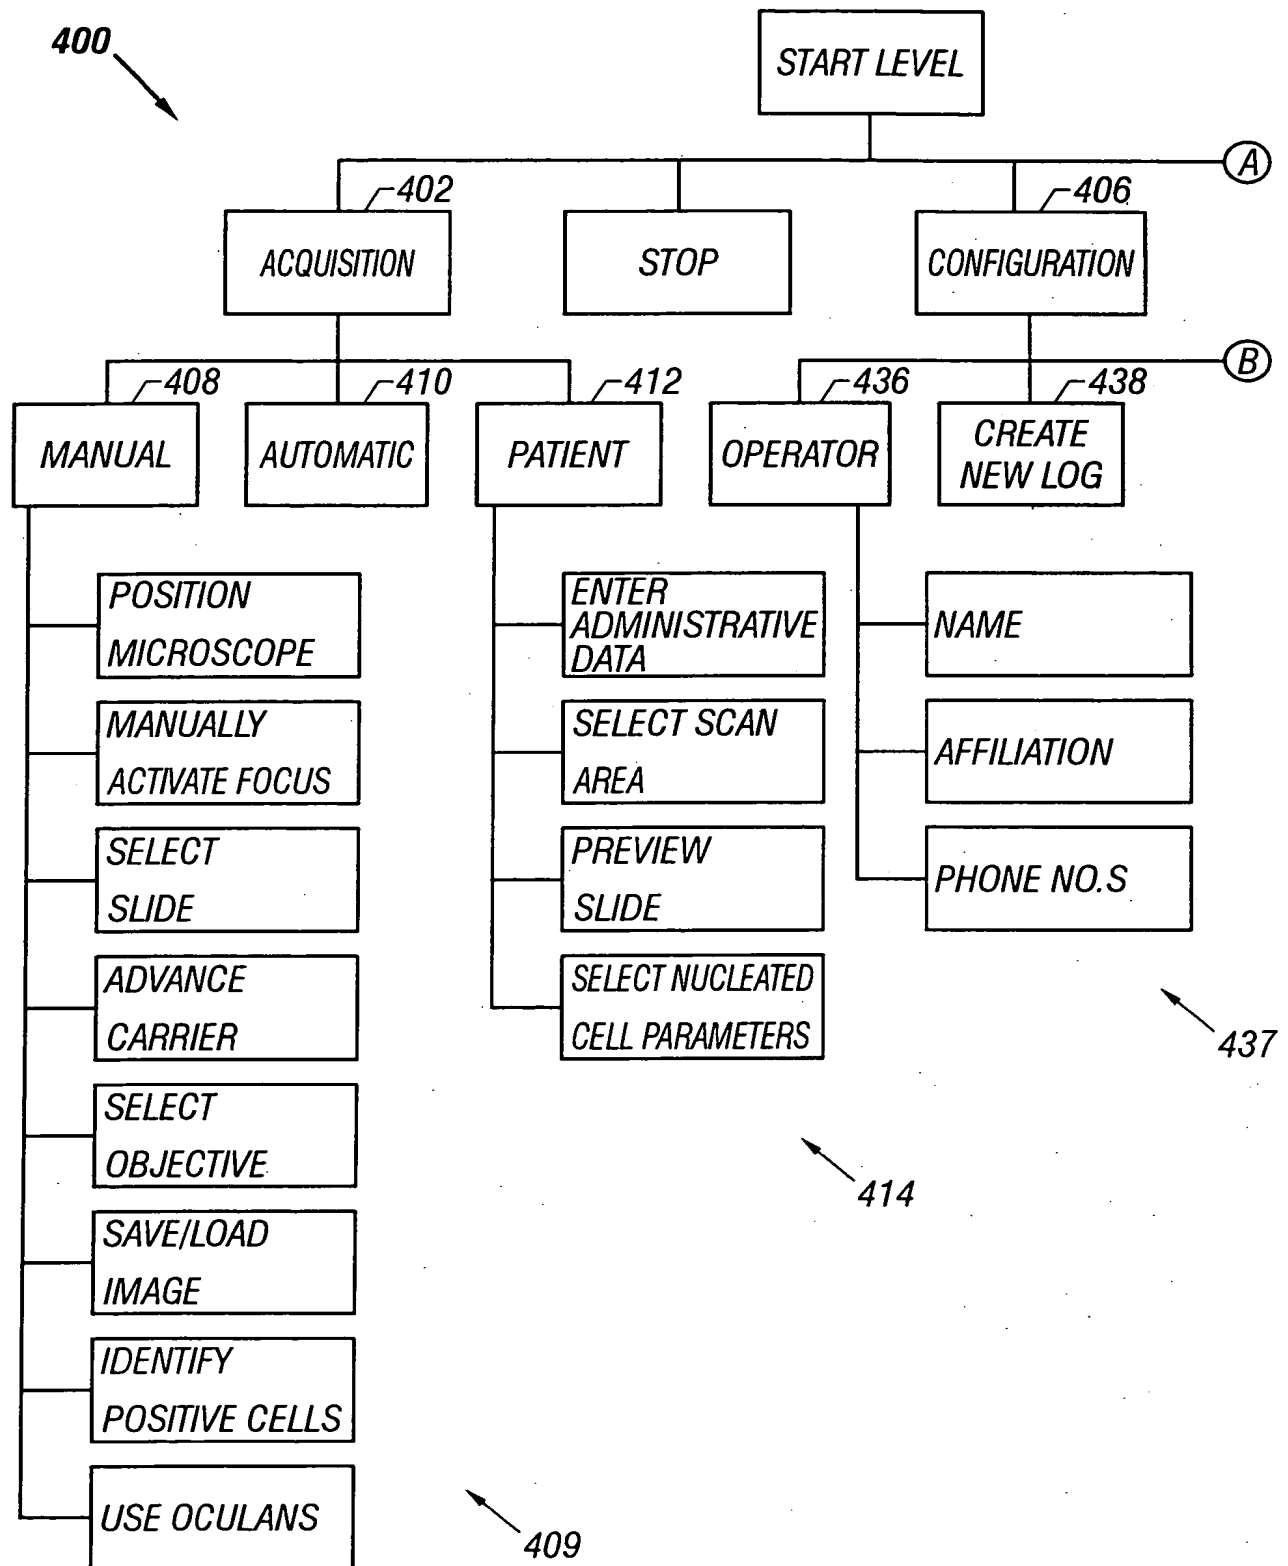 400
START LEVEL
A
402
406
ACQUISITION
STOP
CONFIGURATION
B
408
410
412
436
438
MANUAL
AUTOMATIC
PATIENT
OPERATOR
CREATE
NEW LOG
POSITION
MICROSCOPE
MANUALLY
ACTIVATE FOCUS
SELECT
SLIDE
ADVANCE
CARRIER
SELECT
OBJECTIVE
SAVE/LOAD
IMAGE
IDENTIFY
POSITIVE CELLS
USE OCULANS
409
ENTER
ADMINISTRATIVE
DATA
SELECT SCAN
AREA
PREVIEW
SLIDE
SELECT NUCLEATED
CELL PARAMETERS
414
NAME
AFFILIATION
PHONE NO.S
437